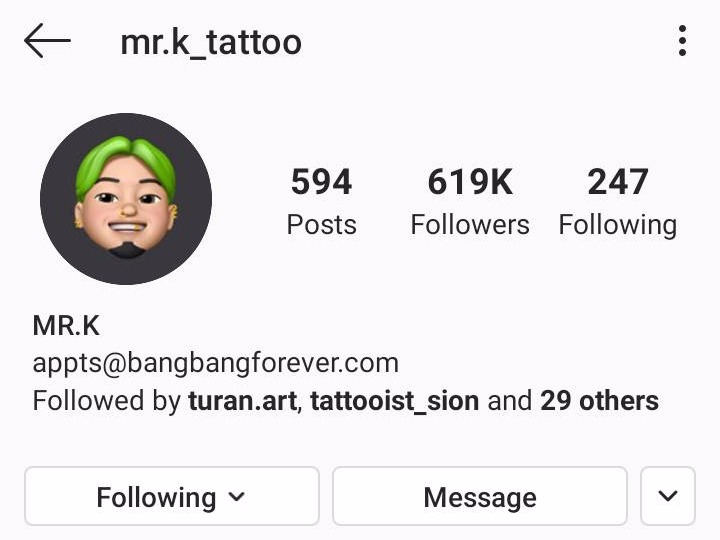 mr.k_tattoo
594 619K 247
Posts Followers Following
MR.K
appts@bangbangforever.com
Followed by turan.art, tattooist_sion and 29 others
Following Message